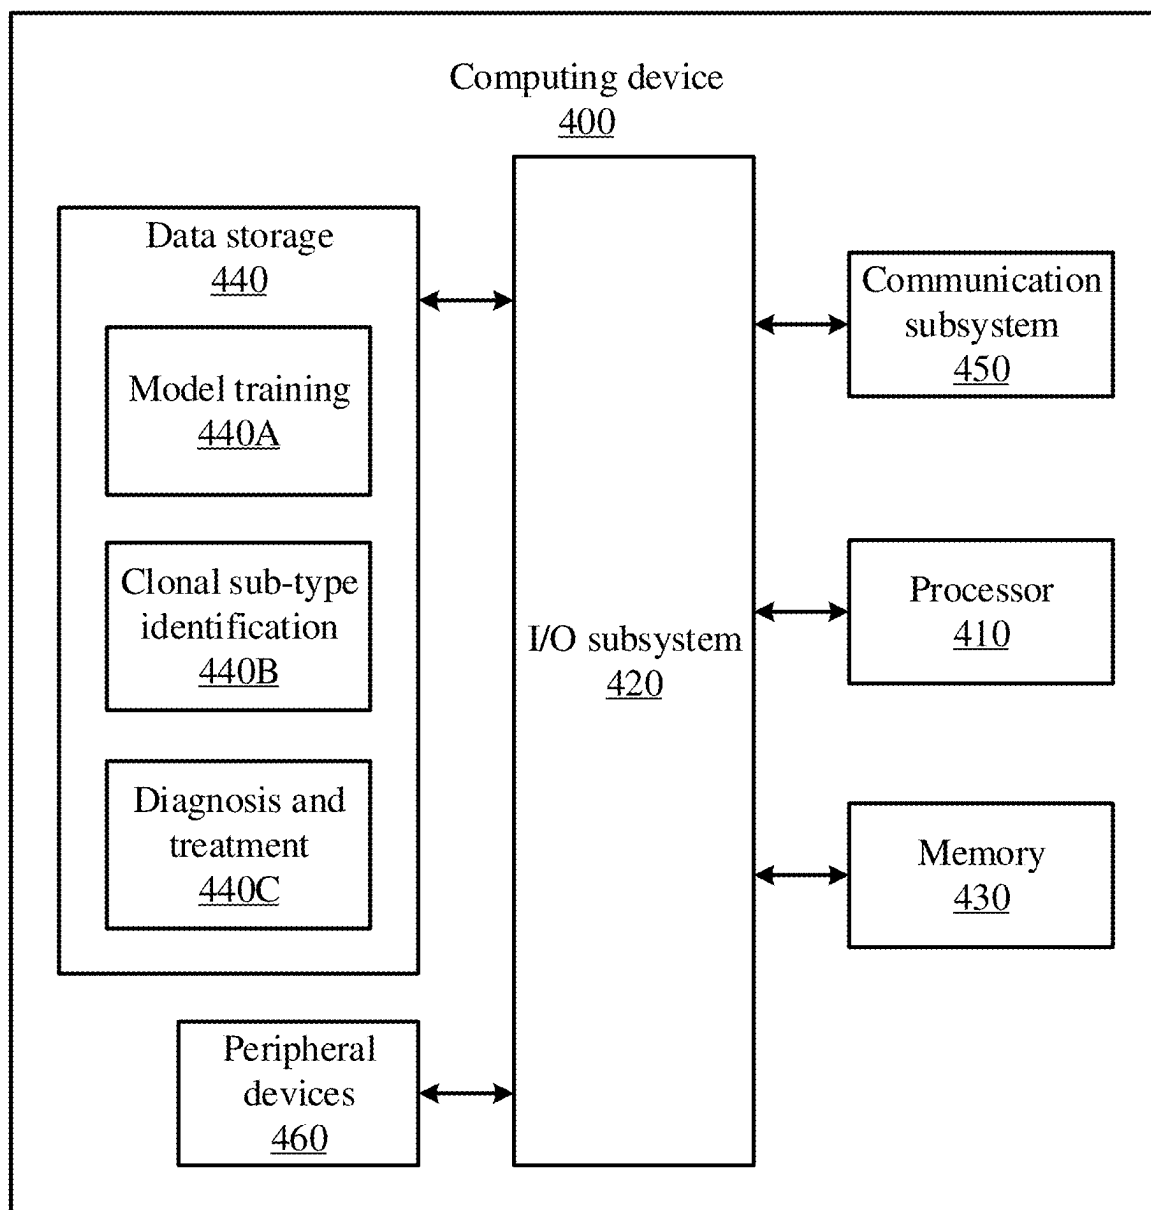 Computing device
400
Data storage
440
Model training
440A
Clonal sub-type
identification
440B
Diagnosis and
treatment
440C
Peripheral
devices
460
I/O subsystem
420
Communication
subsystem
450
Processor
410
Memory
430